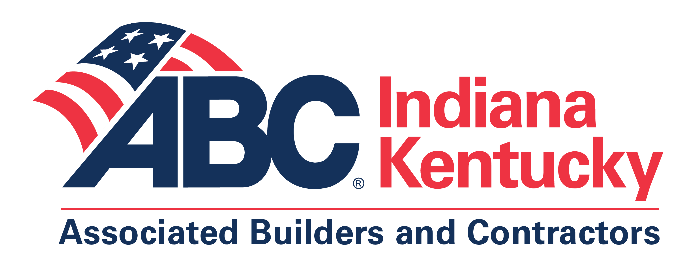 ABC® Indiana
Kentucky
Associated Builders and Contractors